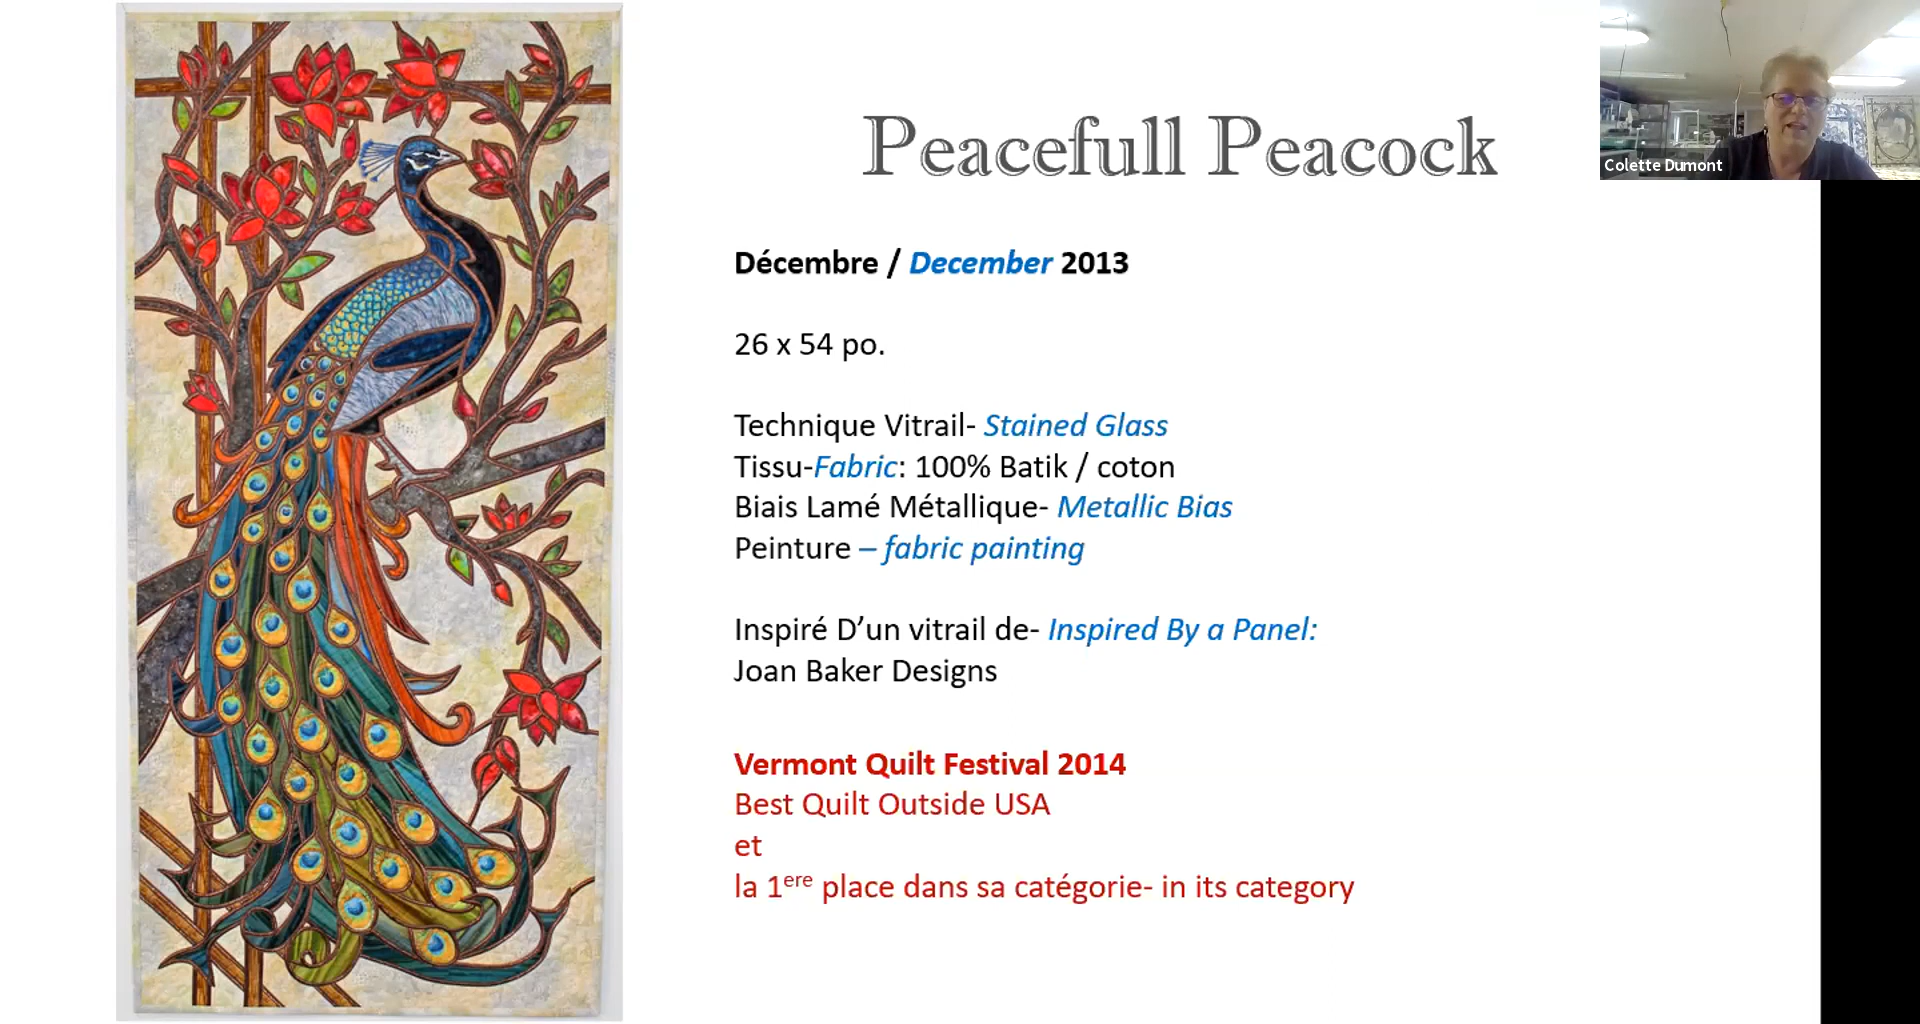 Peacefull Peacock
Colette Dumont
Décembre / December 2013
26 x 54 po.
Technique Vitrail- Stained Glass
Tissu-Fabric: 100% Batik / coton
Biais Lamé Métallique- Metallic Bias
Peinture – fabric painting
Inspiré D’un vitrail de- Inspired By a Panel:
Joan Baker Designs
Vermont Quilt Festival 2014
Best Quilt Outside USA
et
la 1ere place dans sa catégorie- in its category